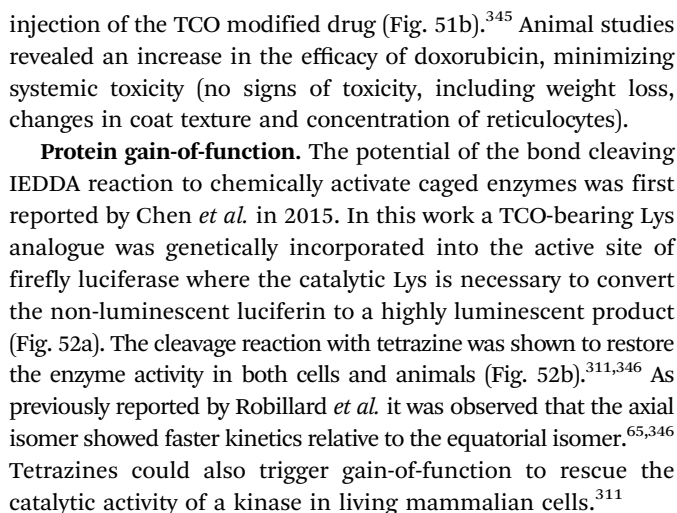 injection of the TCO modified drug (Fig. 51b).³⁴⁵ Animal studies
revealed an increase in the efficacy of doxorubicin, minimizing
systemic toxicity (no signs of toxicity, including weight loss,
changes in coat texture and concentration of reticulocytes).
Protein gain-of-function. The potential of the bond cleaving
IEDDA reaction to chemically activate caged enzymes was first
reported by Chen et al. in 2015. In this work a TCO-bearing Lys
analogue was genetically incorporated into the active site of
firefly luciferase where the catalytic Lys is necessary to convert
the non-luminescent luciferin to a highly luminescent product
(Fig. 52a). The cleavage reaction with tetrazine was shown to restore
the enzyme activity in both cells and animals (Fig. 52b).³¹¹,³⁴⁶ As
previously reported by Robillard et al. it was observed that the axial
isomer showed faster kinetics relative to the equatorial isomer.⁶⁵,³⁴⁶
Tetrazines could also trigger gain-of-function to rescue the
catalytic activity of a kinase in living mammalian cells.³¹¹